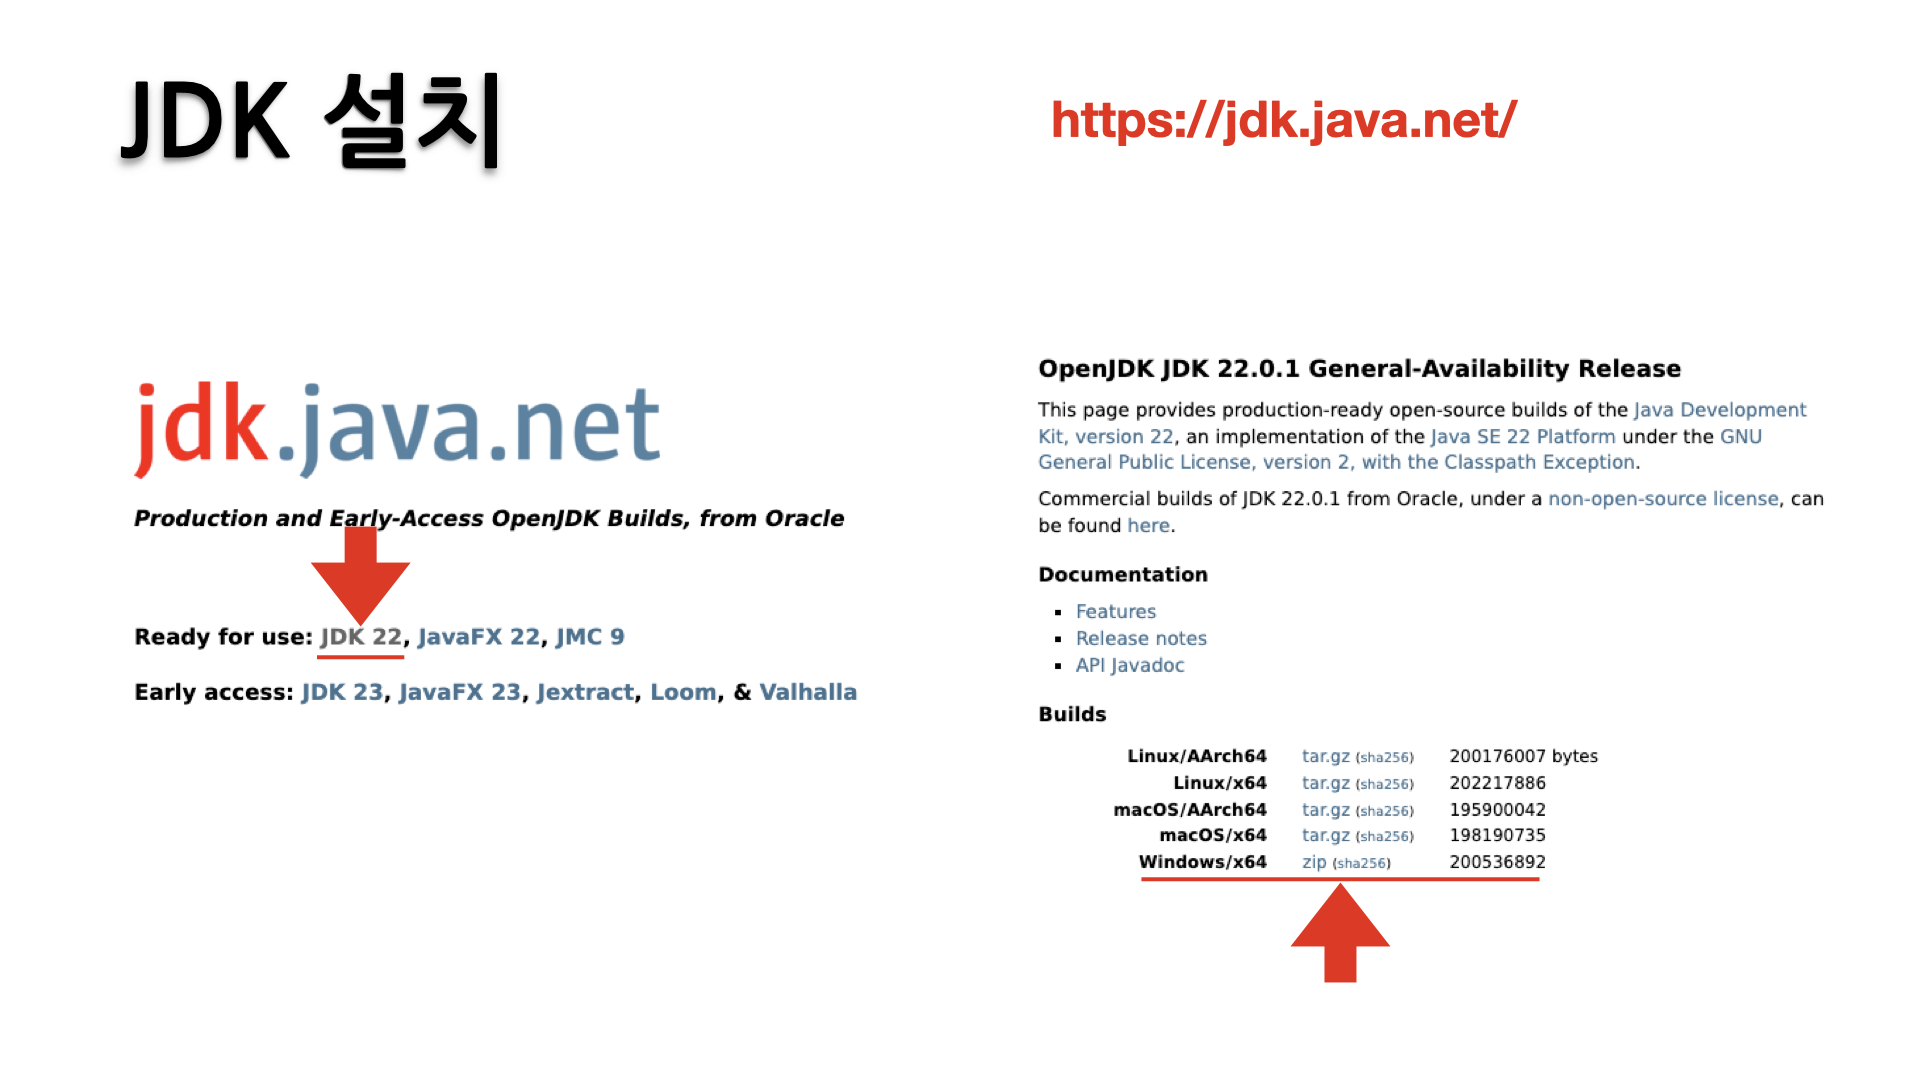 JDK 설치
https://jdk.java.net/
jdk.java.net
Production and Early-Access OpenJDK Builds, from Oracle
Ready for use: JDK 22, JavaFX 22, JMC 9
Early access: JDK 23, JavaFX 23, Jextract, Loom, & Valhalla
OpenJDK JDK 22.0.1 General-Availability Release
This page provides production-ready open-source builds of the Java Development
Kit, version 22, an implementation of the Java SE 22 Platform under the GNU
General Public License, version 2, with the Classpath Exception.
Commercial builds of JDK 22.0.1 from Oracle, under a non-open-source license, can
be found here.
Documentation
▪ Features
▪ Release notes
▪ API Javadoc
Builds
Linux/AArch64 tar.gz (sha256) 200176007 bytes
Linux/x64 tar.gz (sha256) 202217886
macOS/AArch64 tar.gz (sha256) 195900042
macOS/x64 tar.gz (sha256) 198190735
Windows/x64 zip (sha256) 200536892